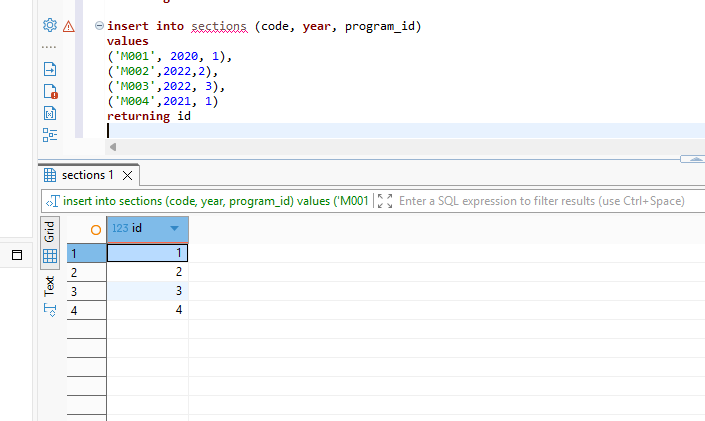 insert into sections (code, year, program_id)
values
('M001', 2020, 1),
('M002',2022,2),
('M003',2022, 3),
('M004',2021, 1)
returning id
sections 1
insert into sections (code, year, program_id) values ('M001
Enter a SQL expression to filter results (use Ctrl+Space)
Grid
Text
123 id
1 1
2 2
3 3
4 4